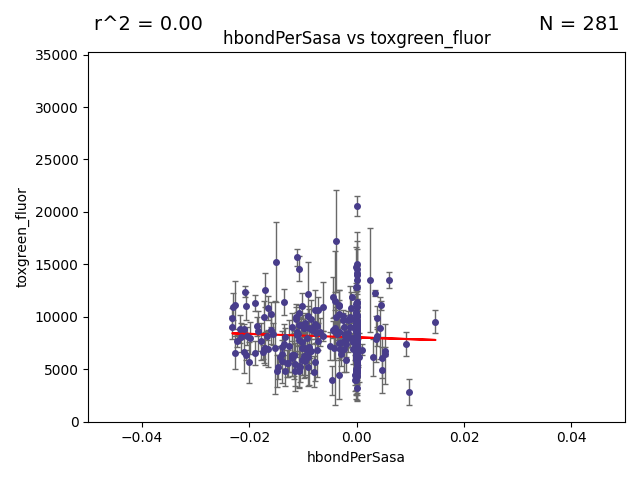 r^2 = 0.00
N = 281
hbondPerSasa vs toxgreen_fluor
35000
30000
25000
20000
15000
10000
5000
0
toxgreen_fluor
−0.04
−0.02
0.00
0.02
0.04
hbondPerSasa